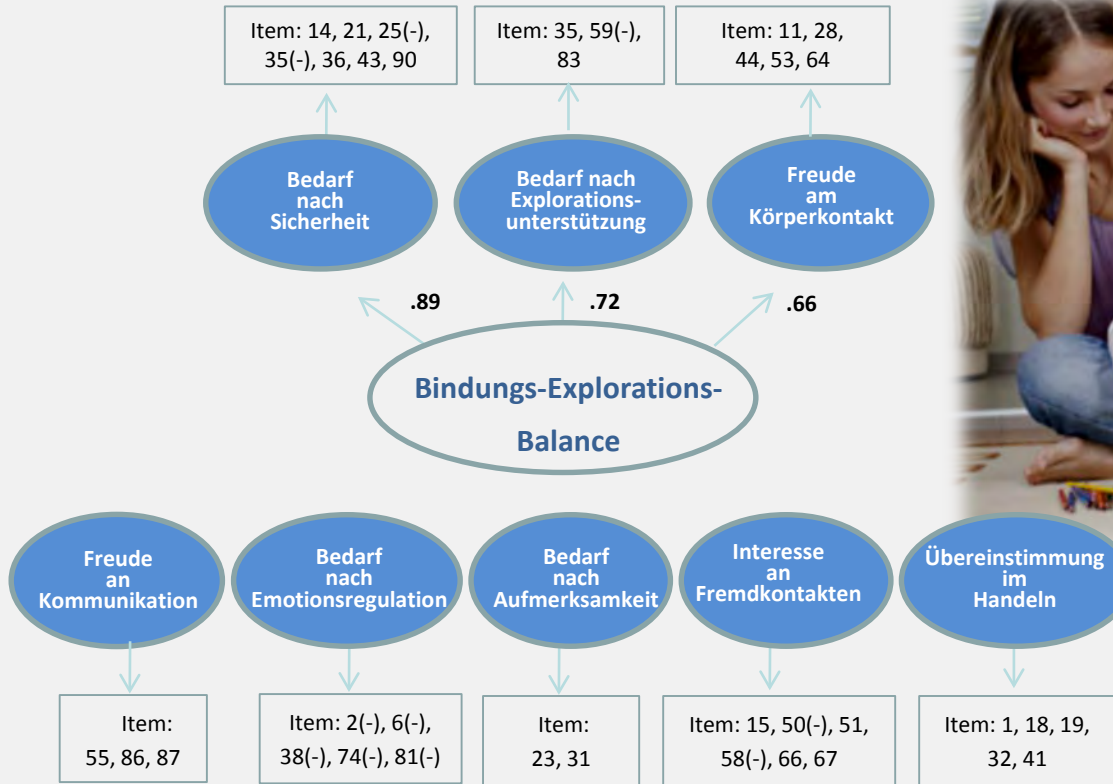 Item: 14, 21, 25(-),
35(-), 36, 43, 90
Item: 35, 59(-),
83
Item: 11, 28,
44, 53, 64
Bedarf
nach
Sicherheit
Bedarf nach
Explorations-
unterstützung
Freude
am
Körperkontakt
.89
.72
.66
Bindungs-Explorations-
Balance
Freude
an
Kommunikation
Bedarf
nach
Emotionsregulation
Bedarf
nach
Aufmerksamkeit
Interesse
an
Fremdkontakten
Übereinstimmung
im
Handeln
Item:
55, 86, 87
Item: 2(-), 6(-),
38(-), 74(-), 81(-)
Item:
23, 31
Item: 15, 50(-), 51,
58(-), 66, 67
Item: 1, 18, 19,
32, 41